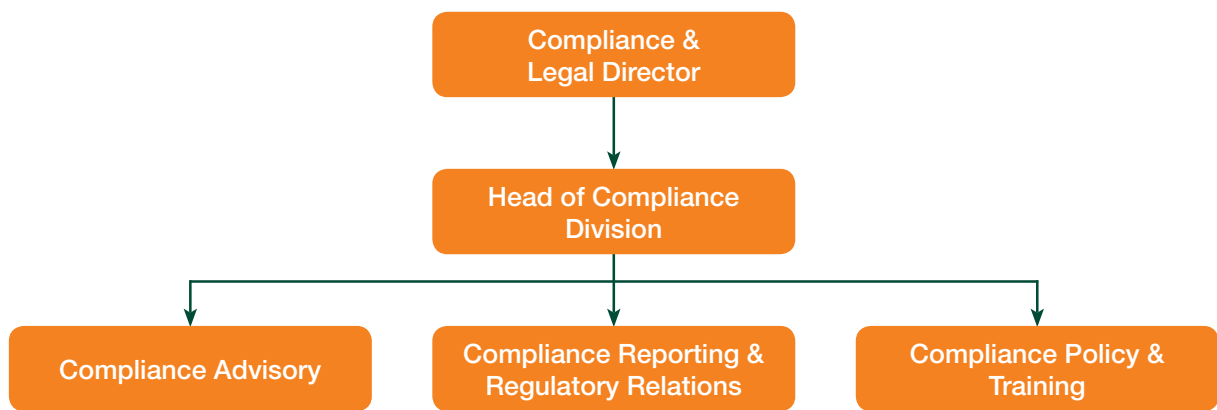 Compliance &
Legal Director
Head of Compliance
Division
Compliance Advisory
Compliance Reporting &
Regulatory Relations
Compliance Policy &
Training